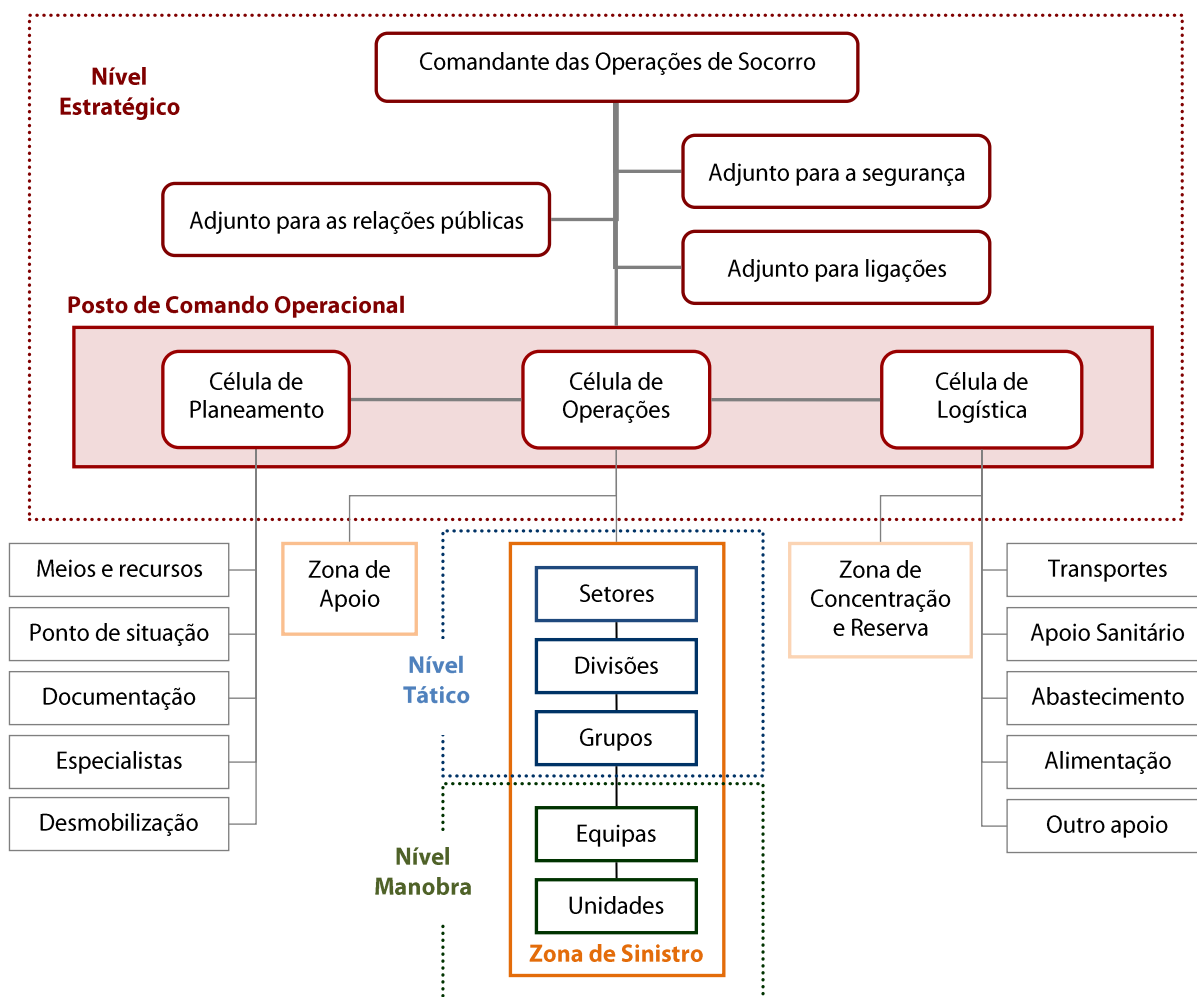 Comandante das Operações de Socorro
Nível
Estratégico
Adjunto para a segurança
Adjunto para as relações públicas
Adjunto para ligações
Posto de Comando Operacional
Célula de
Planeamento
Célula de
Operações
Célula de
Logística
Meios e recursos
Ponto de situação
Documentação
Especialistas
Desmobilização
Zona de
Apoio
Nível
Tático
Setores
Divisões
Grupos
Nível
Manobra
Equipas
Unidades
Zona de Sinistro
Zona de
Concentração
e Reserva
Transportes
Apoio Sanitário
Abastecimento
Alimentação
Outro apoio